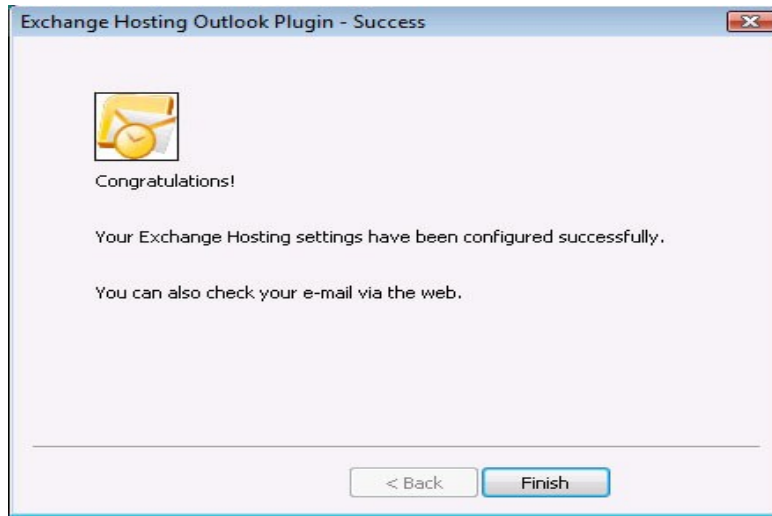 Exchange Hosting Outlook Plugin - Success
Congratulations!
Your Exchange Hosting settings have been configured successfully.
You can also check your e-mail via the web.
< Back
Finish